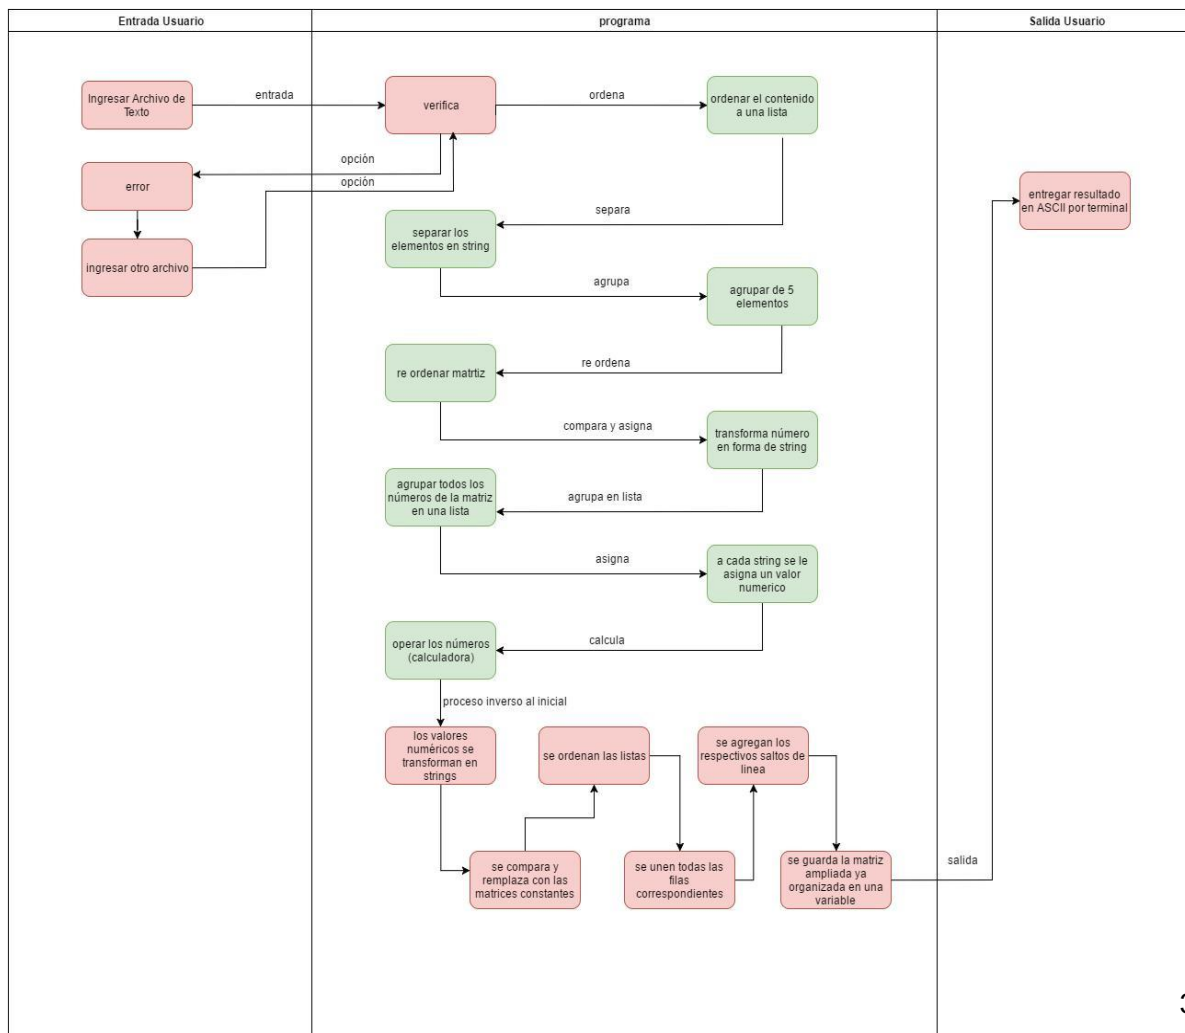 Entrada Usuario
programa
Salida Usuario
Ingresar Archivo de
Texto
entrada
verifica
ordena
ordenar el contenido
a una lista
opción
error
opción
ingresar otro archivo
separa
separar los
elementos en string
agrupa
agrupar de 5
elementos
re ordena
re ordenar matrtiz
compara y asigna
transforma número
en forma de string
agrupa en lista
agrupar todos los
números de la matriz
en una lista
asigna
a cada string se le
asigna un valor
numerico
calcula
operar los números
(calculadora)
proceso inverso al inicial
los valores
numéricos se
transforman en
strings
se compara y
remplaza con las
matrices constantes
se ordenan las listas
se unen todas las
filas correspondientes
se agregan los
respectivos saltos de
linea
se guarda la matriz
ampliada ya
organizada en una
variable
salida
entregar resultado
en ASCII por terminal